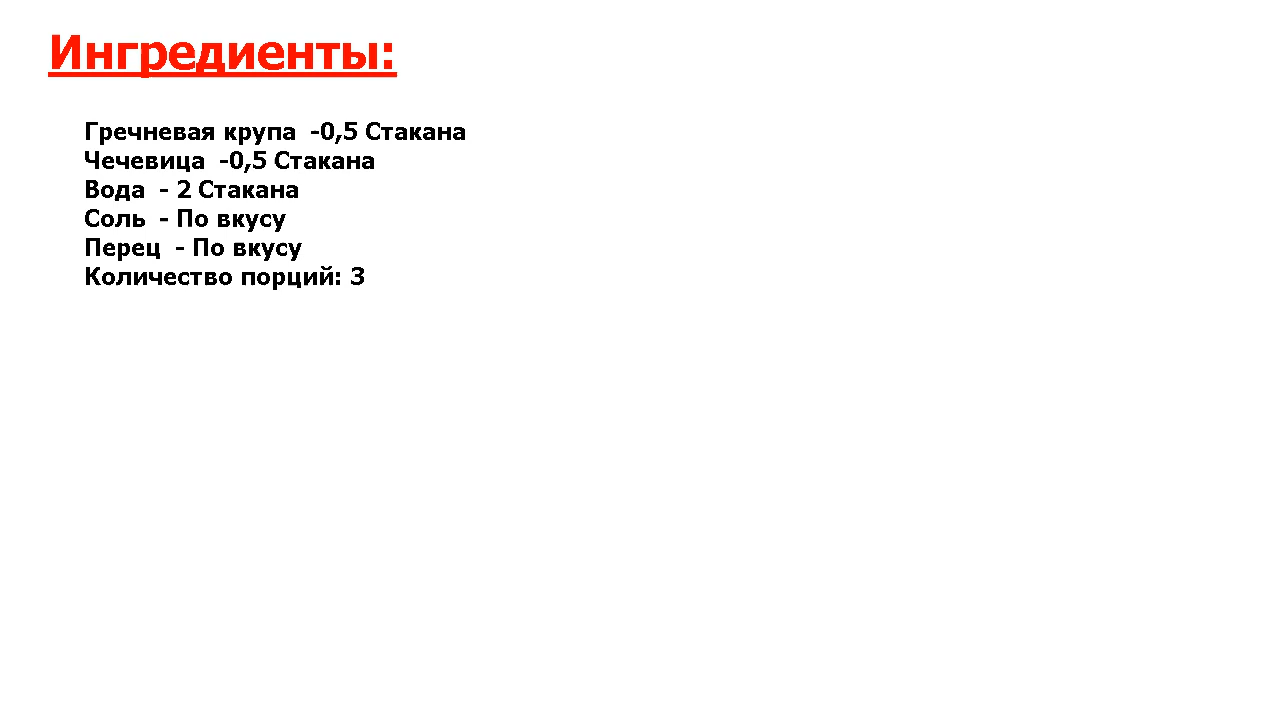 Ингредиенты:
Гречневая крупа  -0,5 Стакана
Чечевица  -0,5 Стакана
Вода  - 2 Стакана
Соль  - По вкусу
Перец  - По вкусу
Количество порций: 3